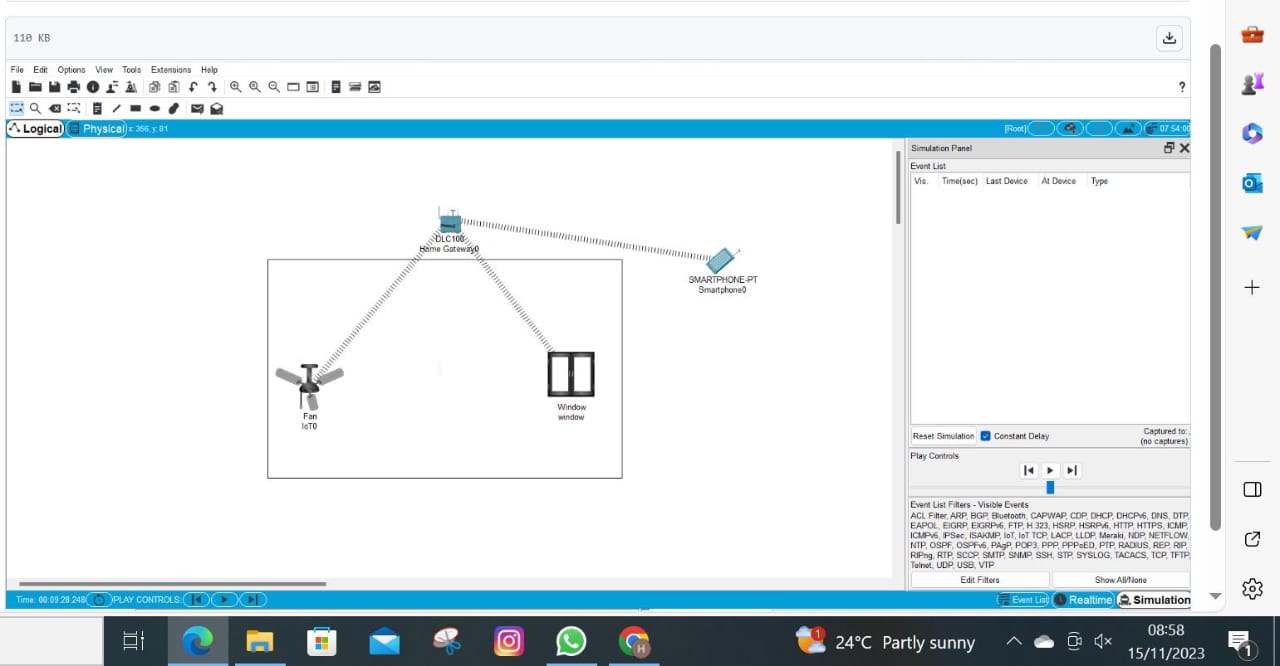 110 KB
File Edit Options View Tools Extensions Help
?
Logical Physical x: 356, y: 81 [Root] 07:54:00
Simulation Panel
Event List
Vis. Time(sec) Last Device At Device Type
DLC100
Home Gateway0
SMARTPHONE-PT
Smartphone0
Fan
IoT0
Window
window
Reset Simulation Constant Delay Captured to:
(no captures)
Play Controls
Event List Filters - Visible Events
ACL Filter, ARP, BGP, Bluetooth, CAPWAP, CDP, DHCP, DHCPv6, DNS, DTP,
EAPOL, EIGRP, EIGRPv6, FTP, H.323, HSRP, HSRPv6, HTTP, HTTPS, ICMP,
ICMPv6, IPSec, ISAKMP, IoT, IoT TCP, LACP, LLDP, Meraki, NDP, NETFLOW,
NTP, OSPF, OSPFv6, PAgP, POP3, PPP, PPPoED, PTP, RADIUS, REP, RIP,
RIPng, RTP, SCCP, SMTP, SNMP, SSH, STP, SYSLOG, TACACS, TCP, TFTP,
Telnet, UDP, USB, VTP
Edit Filters Show All/None
Time: 00:09:28.248 PLAY CONTROLS: Event List Realtime Simulation
1 24°C Partly sunny 08:58
H 15/11/2023 1